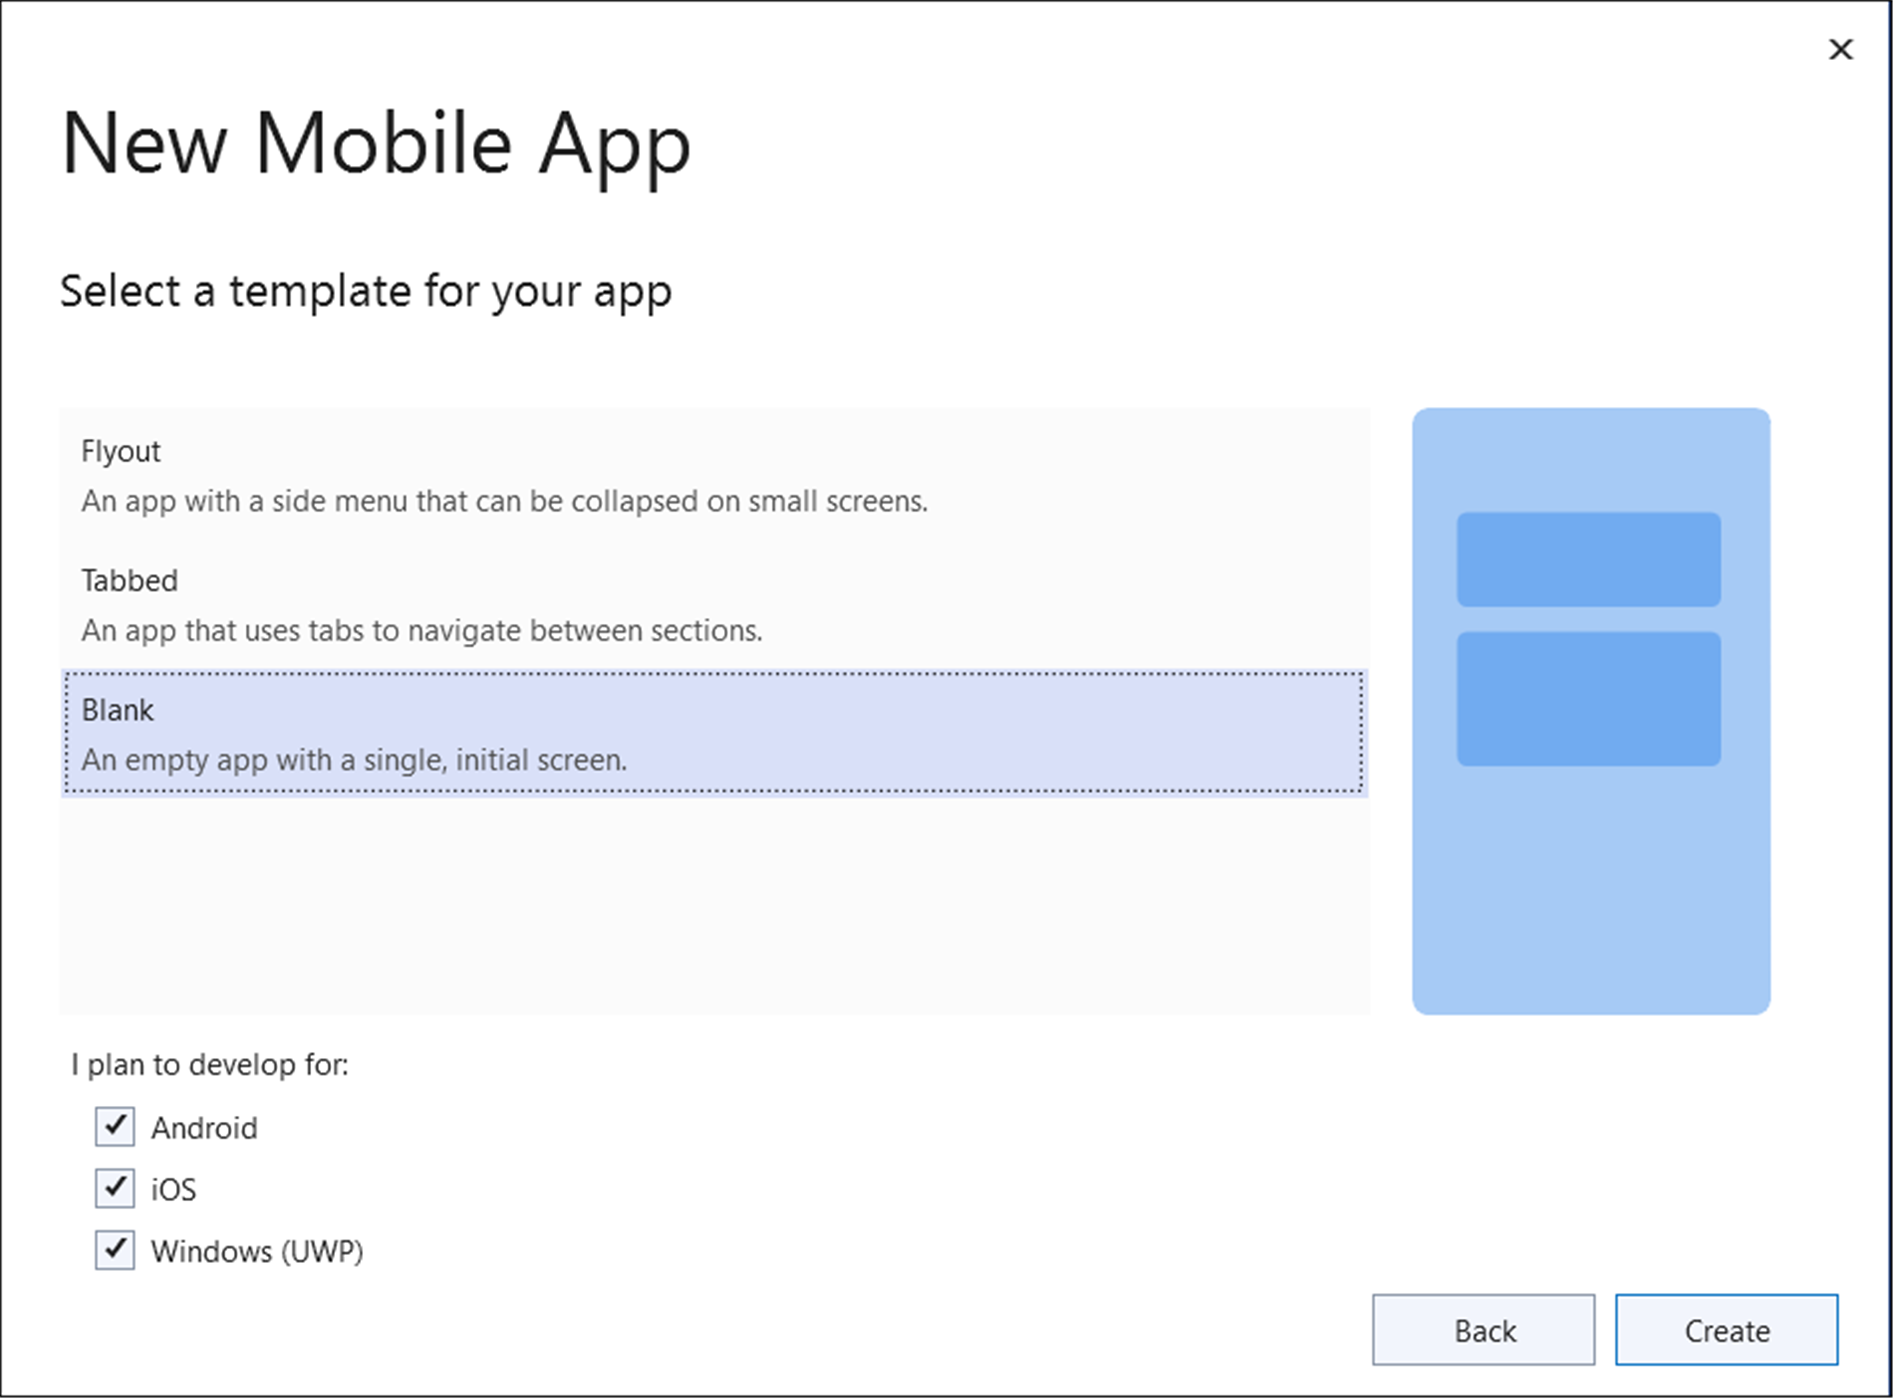 New Mobile App
Select a template for your app
Flyout
An app with a side menu that can be collapsed on small screens.
Tabbed
An app that uses tabs to navigate between sections.
Blank
An empty app with a single, initial screen.
I plan to develop for:
Android
iOS
Windows (UWP)
Back
Create